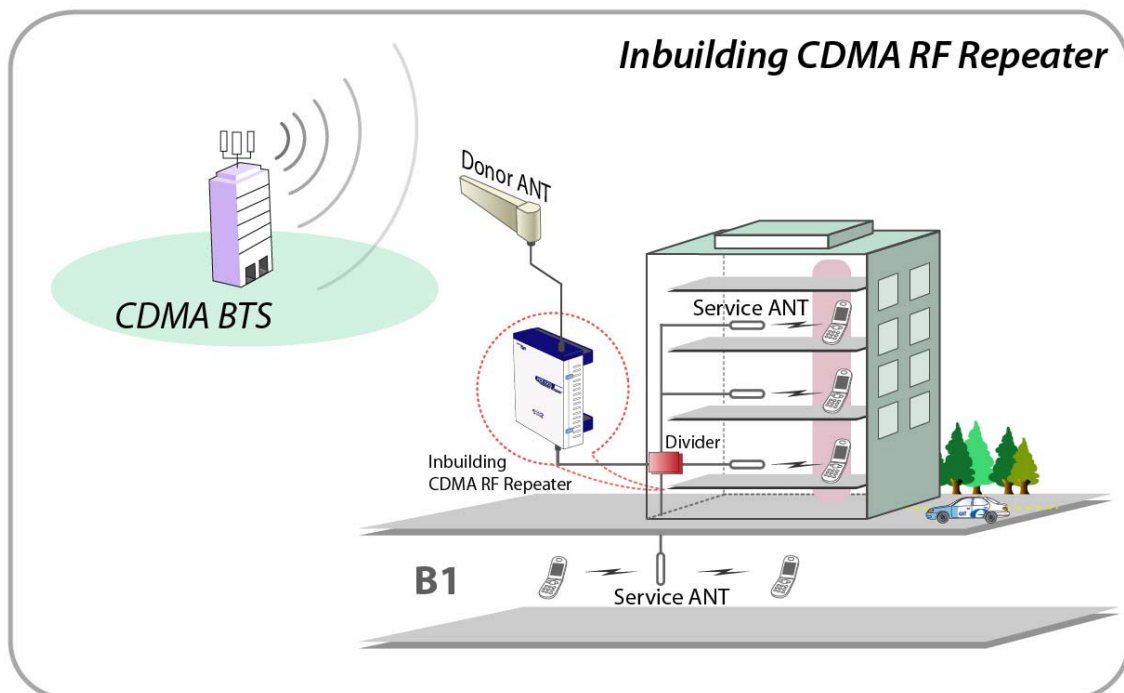 Inbuilding CDMA RF Repeater
Donor ANT
CDMA BTS
Service ANT
Divider
Inbuilding
CDMA RF Repeater
B1
Service ANT